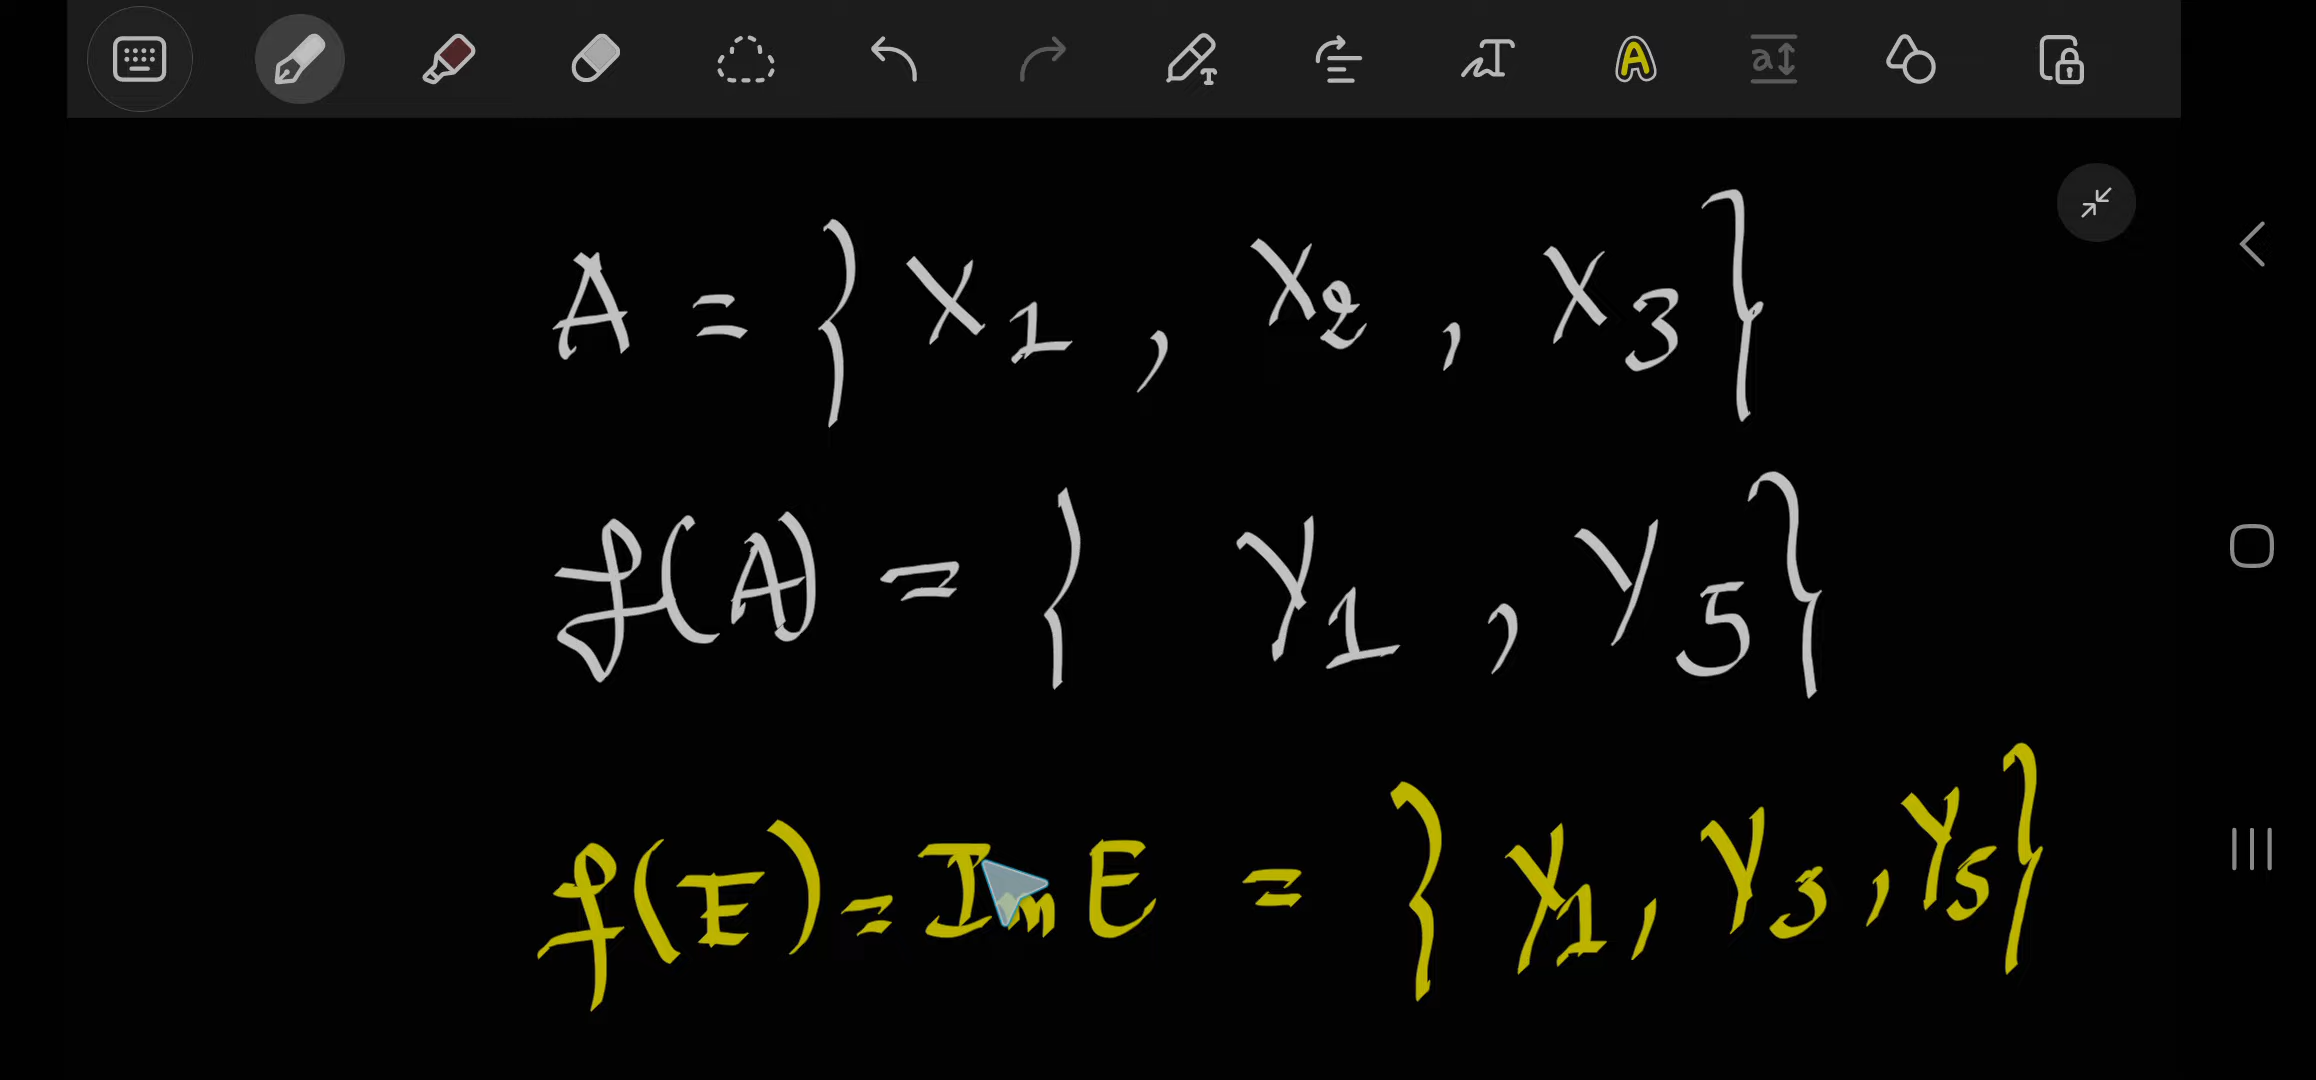 A = { x1 , x2 , x3 }
f(A) = { y1 , y5 }
f(E) = Im E = { y1 , y3 , y5 }